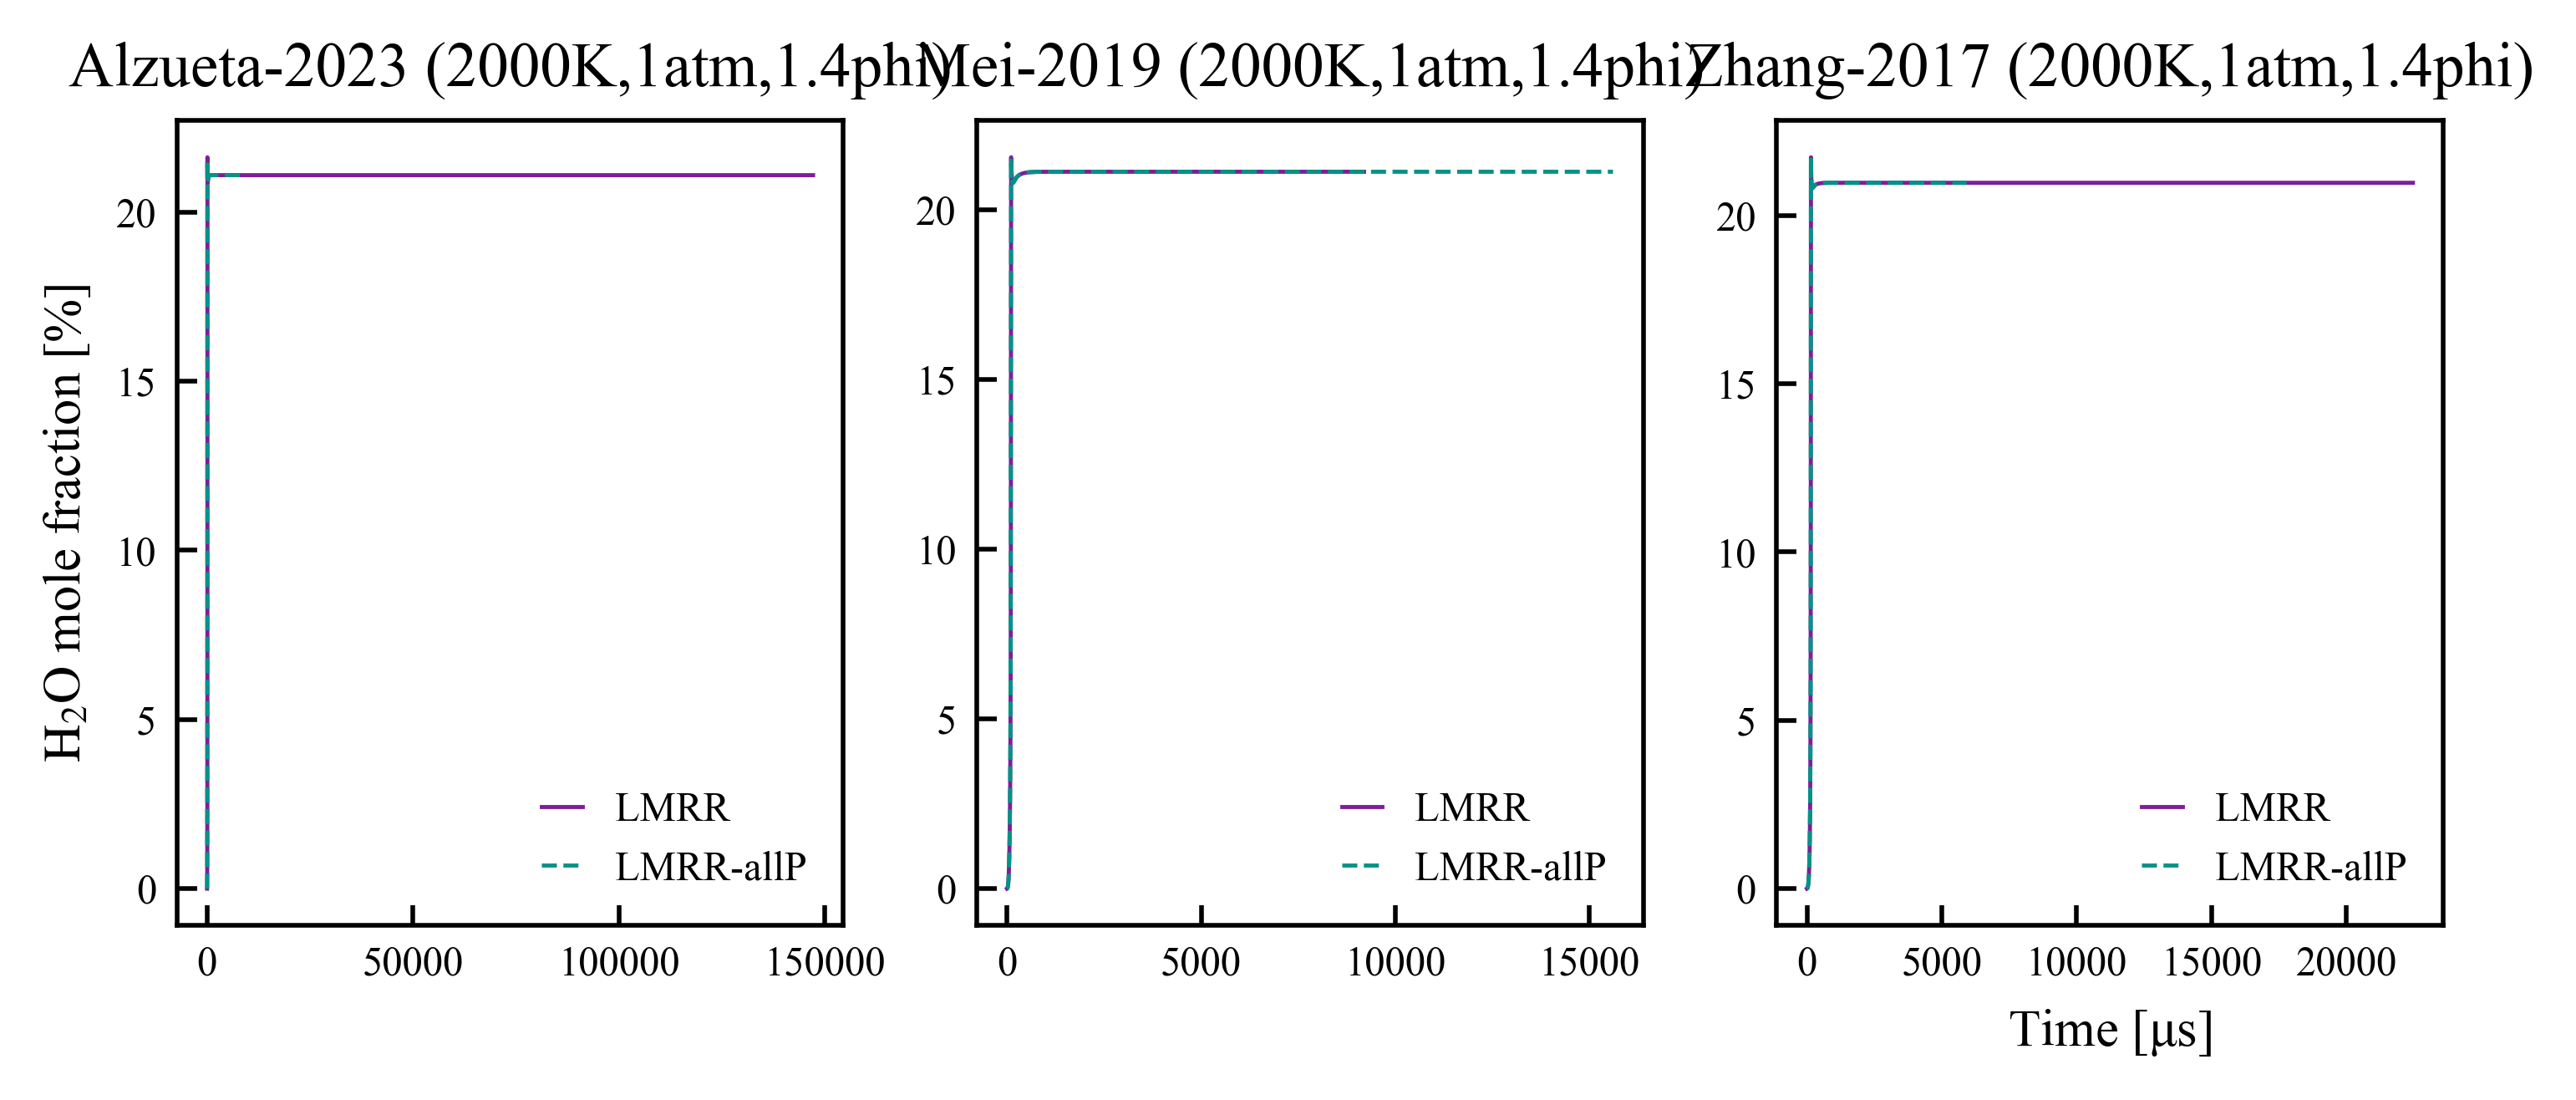 Alzueta-2023 (2000K,1atm,1.4phi)
Mei-2019 (2000K,1atm,1.4phi)
Zhang-2017 (2000K,1atm,1.4phi)
H₂O mole fraction [%]
20
15
10
5
0
LMRR
LMRR-allP
0 50000 100000 150000
20
15
10
5
0
LMRR
LMRR-allP
0 5000 10000 15000
20
15
10
5
0
LMRR
LMRR-allP
0 5000 10000 15000 20000
Time [μs]